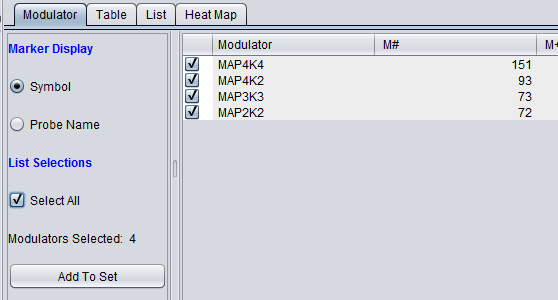 Modulator Table List Heat Map
Marker Display
Symbol
Probe Name
List Selections
Select All
Modulators Selected: 4
Add To Set
Modulator M# M+
MAP4K4 151
MAP4K2 93
MAP3K3 73
MAP2K2 72